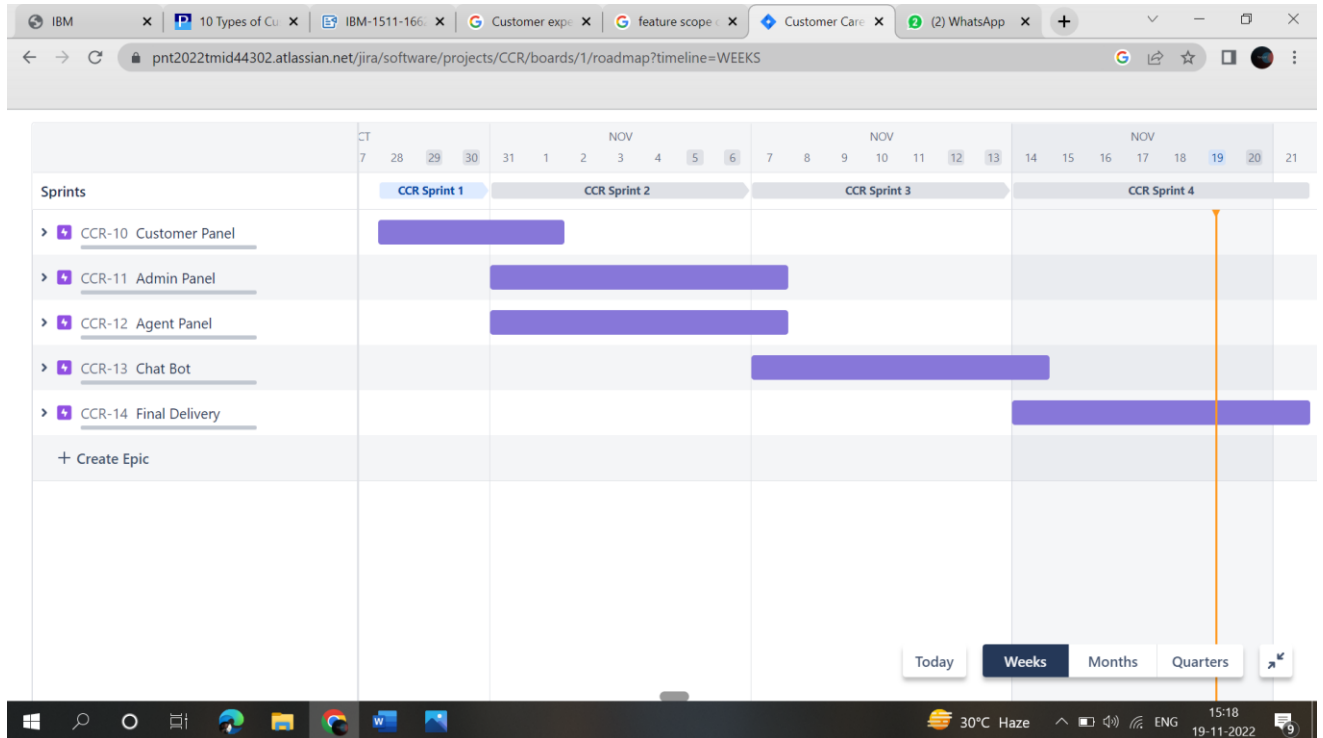 IBM
10 Types of Cu
IBM-1511-166
Customer expe
feature scope
Customer Care
(2) WhatsApp
pnt2022tmid44302.atlassian.net/jira/software/projects/CCR/boards/1/roadmap?timeline=WEEKS
CT NOV NOV NOV
7 28 29 30 31 1 2 3 4 5 6 7 8 9 10 11 12 13 14 15 16 17 18 19 20 21
Sprints CCR Sprint 1 CCR Sprint 2 CCR Sprint 3 CCR Sprint 4
CCR-10 Customer Panel
CCR-11 Admin Panel
CCR-12 Agent Panel
CCR-13 Chat Bot
CCR-14 Final Delivery
+ Create Epic
Today Weeks Months Quarters
30°C Haze ENG 15:18
19-11-2022
9